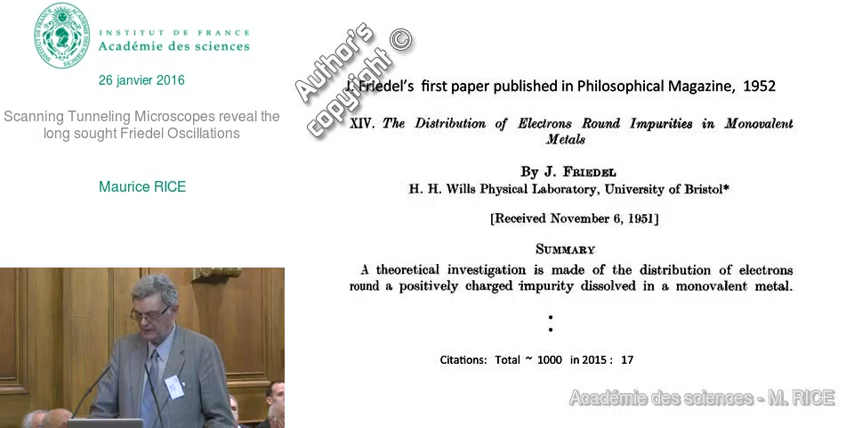 INSTITUT DE FRANCE
Académie des sciences
26 janvier 2016
Scanning Tunneling Microscopes reveal the
long sought Friedel Oscillations
Maurice RICE
Author's
copyright ©
J. Friedel's first paper published in Philosophical Magazine, 1952
XIV. The Distribution of Electrons Round Impurities in Monovalent
Metals
By J. FRIEDEL
H. H. Wills Physical Laboratory, University of Bristol*
[Received November 6, 1951]
SUMMARY
A theoretical investigation is made of the distribution of electrons
round a positively charged impurity dissolved in a monovalent metal.
:
Citations: Total ~ 1000 in 2015 : 17
Académie des sciences - M. RICE